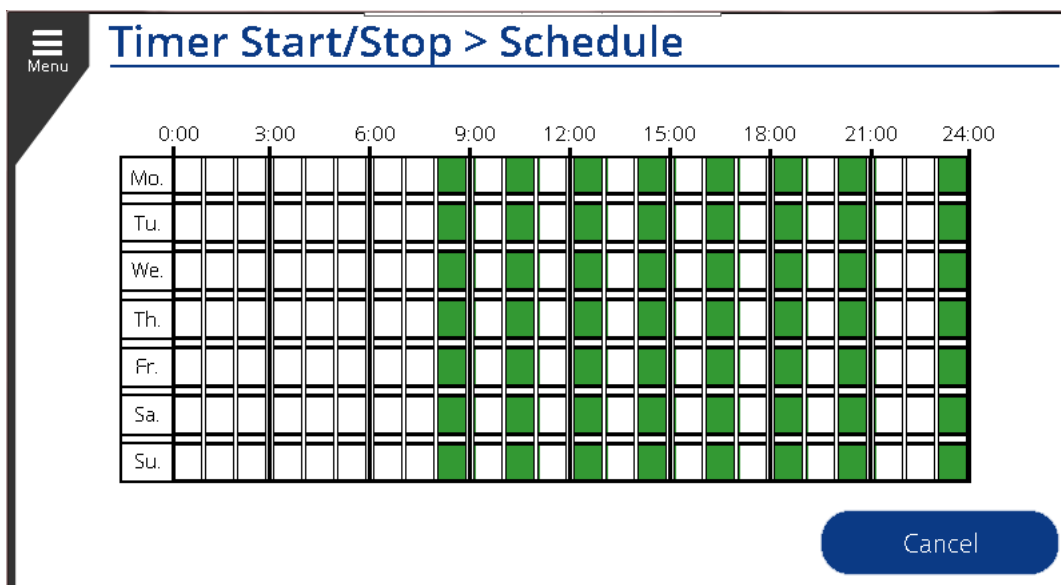 Timer Start/Stop > Schedule
Menu
0:00 3:00 6:00 9:00 12:00 15:00 18:00 21:00 24:00
Mo.
Tu.
We.
Th.
Fr.
Sa.
Su.
Cancel